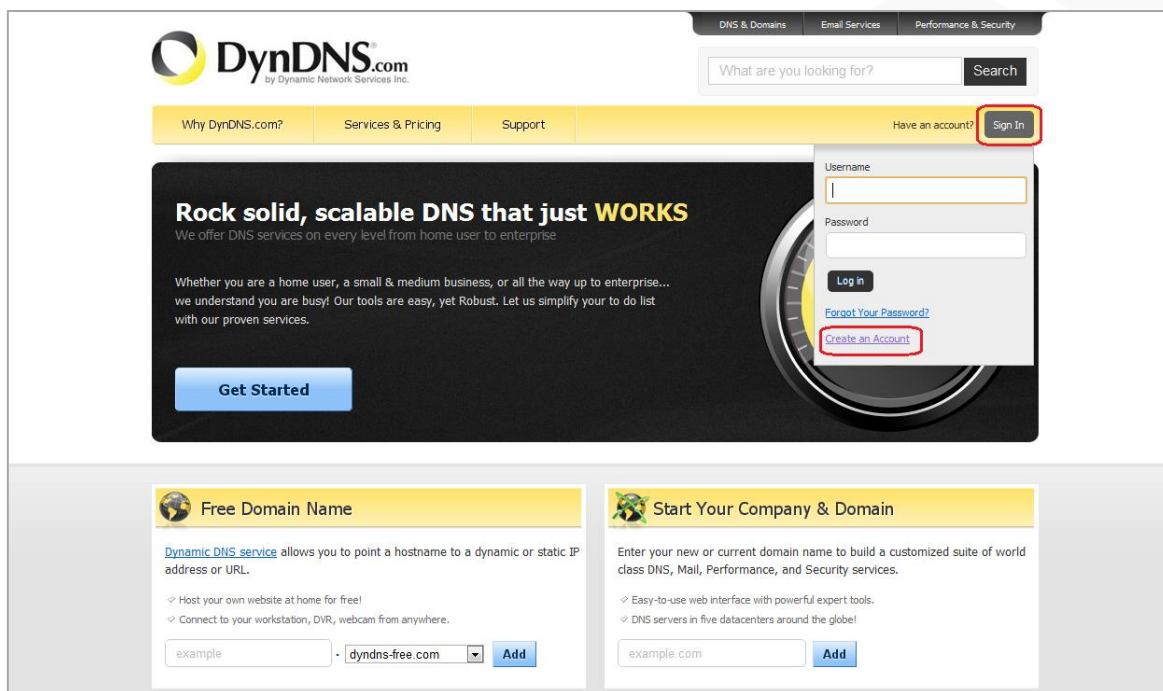 DNS & Domains Email Services Performance & Security
DynDNS.com
by Dynamic Network Services Inc.
What are you looking for? Search
Why DynDNS.com? Services & Pricing Support Have an account? Sign In
Username
Password
Log in
Forgot Your Password?
Create an Account
Rock solid, scalable DNS that just WORKS
We offer DNS services on every level from home user to enterprise
Whether you are a home user, a small & medium business, or all the way up to enterprise...
we understand you are busy! Our tools are easy, yet Robust. Let us simplify your to do list
with our proven services.
Get Started
Free Domain Name
Dynamic DNS service allows you to point a hostname to a dynamic or static IP
address or URL.
Host your own website at home for free!
Connect to your workstation, DVR, webcam from anywhere.
example - dyndns-free.com Add
Start Your Company & Domain
Enter your new or current domain name to build a customized suite of world
class DNS, Mail, Performance, and Security services.
Easy-to-use web interface with powerful expert tools.
DNS servers in five datacenters around the globe!
example.com Add